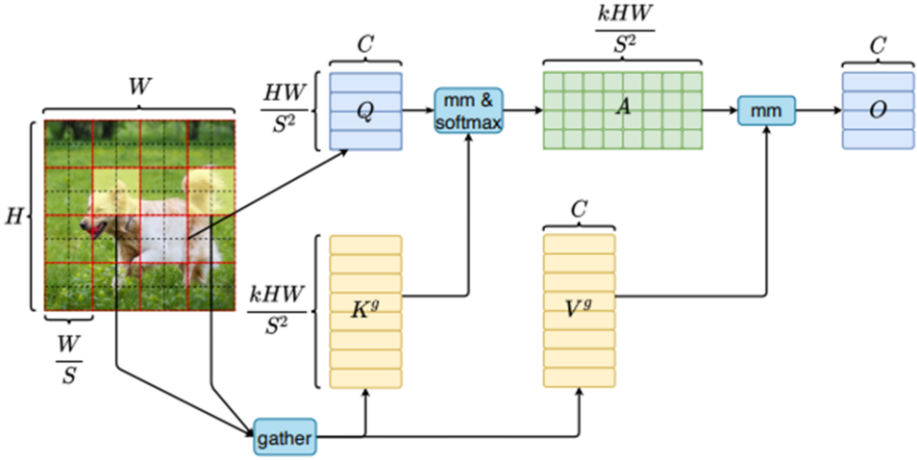 W
H
W/S
C
HW/S²
Q
mm &
softmax
kHW/S²
A
mm
C
O
kHW/S²
K^g
C
V^g
gather